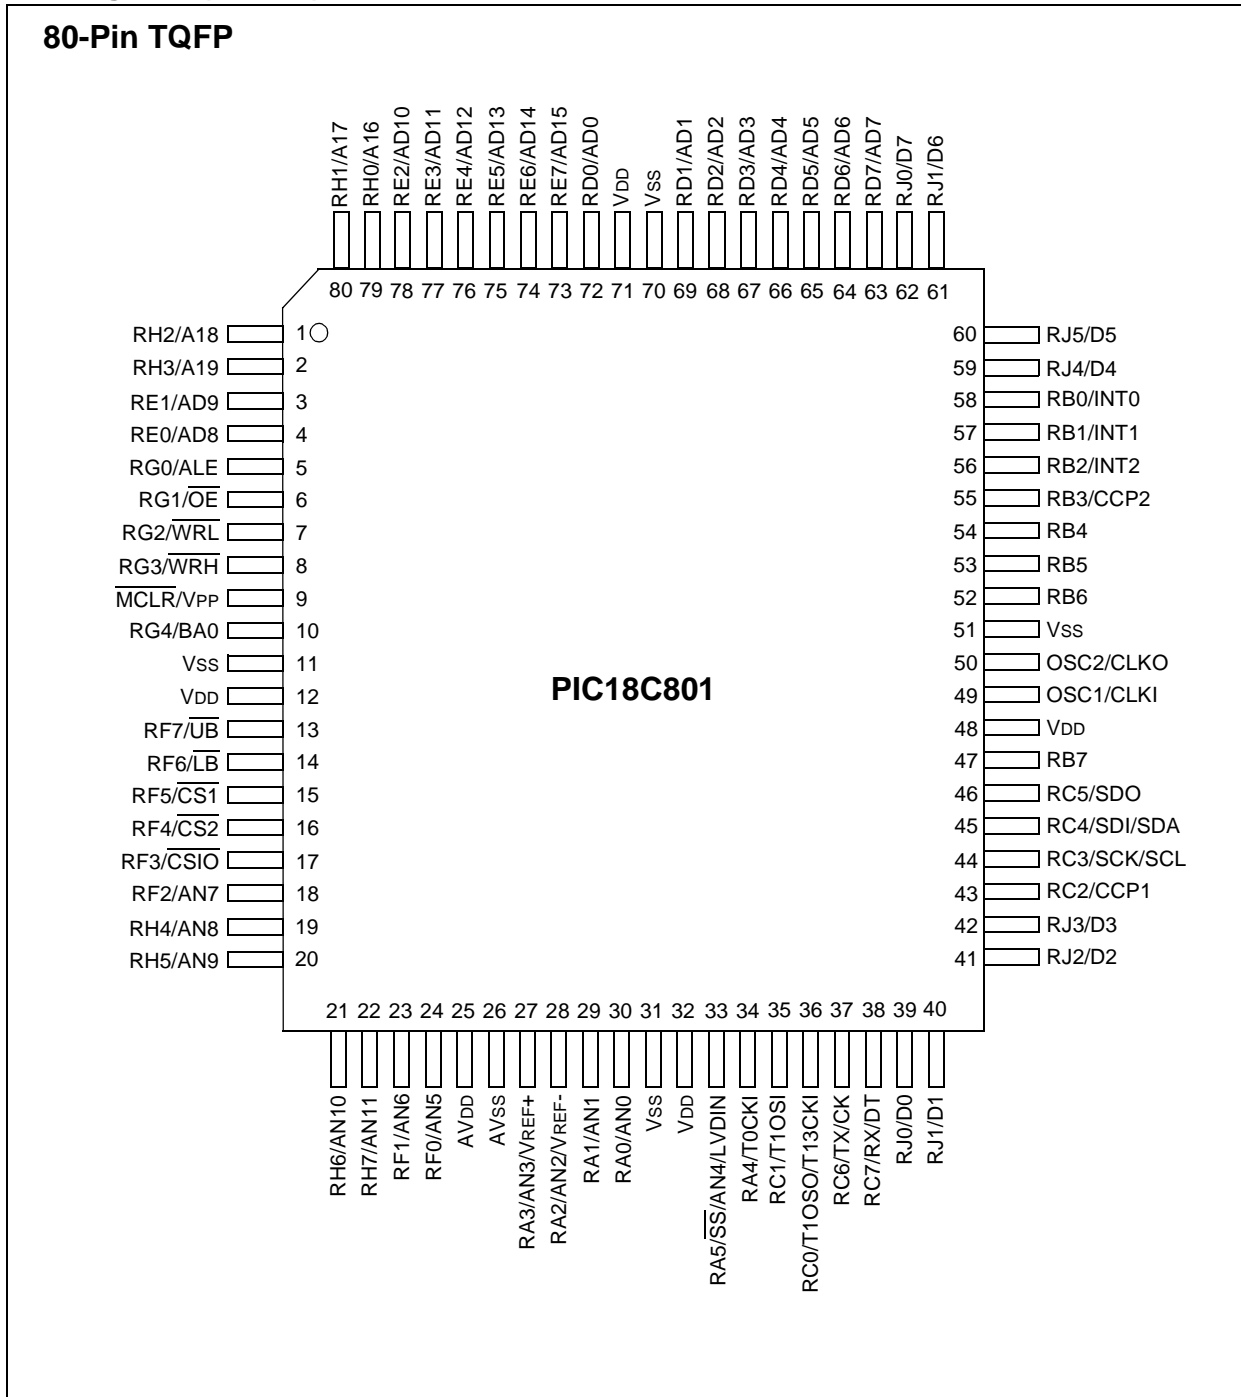 80-Pin TQFP
RH1/A17
RH0/A16
RE2/AD10
RE3/AD11
RE4/AD12
RE5/AD13
RE6/AD14
RE7/AD15
RD0/AD0
VDD
VSS
RD1/AD1
RD2/AD2
RD3/AD3
RD4/AD4
RD5/AD5
RD6/AD6
RD7/AD7
RJ0/D7
RJ1/D6
80 79 78 77 76 75 74 73 72 71 70 69 68 67 66 65 64 63 62 61
RH2/A18 1
RH3/A19 2
RE1/AD9 3
RE0/AD8 4
RG0/ALE 5
RG1/OE 6
RG2/WRL 7
RG3/WRH 8
MCLR/VPP 9
RG4/BA0 10
VSS 11
VDD 12
RF7/UB 13
RF6/LB 14
RF5/CS1 15
RF4/CS2 16
RF3/CSIO 17
RF2/AN7 18
RH4/AN8 19
RH5/AN9 20
PIC18C801
60 RJ5/D5
59 RJ4/D4
58 RB0/INT0
57 RB1/INT1
56 RB2/INT2
55 RB3/CCP2
54 RB4
53 RB5
52 RB6
51 VSS
50 OSC2/CLKO
49 OSC1/CLKI
48 VDD
47 RB7
46 RC5/SDO
45 RC4/SDI/SDA
44 RC3/SCK/SCL
43 RC2/CCP1
42 RJ3/D3
41 RJ2/D2
21 22 23 24 25 26 27 28 29 30 31 32 33 34 35 36 37 38 39 40
RH6/AN10
RH7/AN11
RF1/AN6
RF0/AN5
AVDD
AVSS
RA3/AN3/VREF+
RA2/AN2/VREF-
RA1/AN1
RA0/AN0
VSS
VDD
RA5/SS/AN4/LVDIN
RA4/T0CKI
RC1/T1OSI
RC0/T1OSO/T13CKI
RC6/TX/CK
RC7/RX/DT
RJ0/D0
RJ1/D1